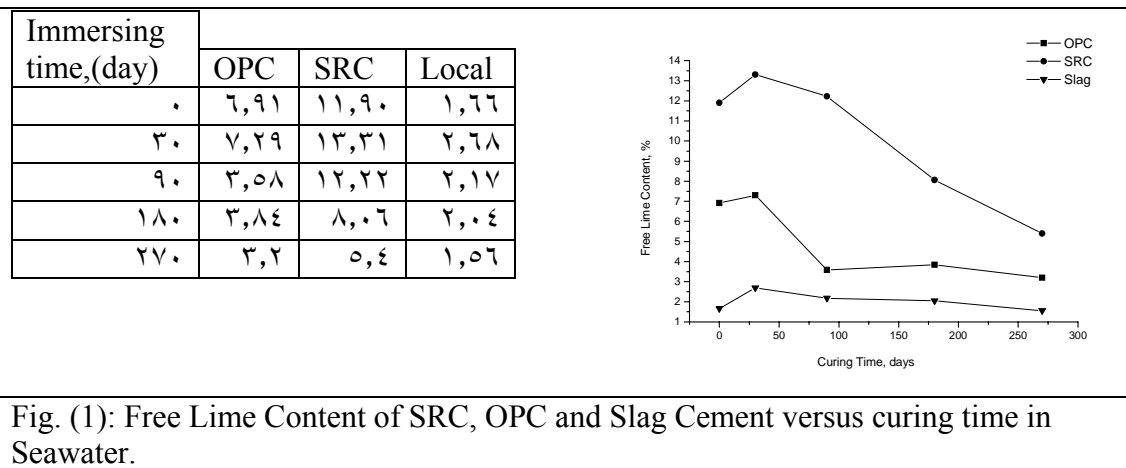 Immersing
time,(day) OPC SRC Local
٠ ٦,٩١ ١١,٩٠ ١,٦٦
٣٠ ٧,٢٩ ١٣,٣١ ٢,٦٨
٩٠ ٣,٥٨ ١٢,٢٢ ٢,١٧
١٨٠ ٣,٨٤ ٨,٠٦ ٢,٠٤
٢٧٠ ٣,٢ ٥,٤ ١,٥٦
OPC
SRC
Slag
14
13
12
11
10
9
8
7
6
5
4
3
2
1
Free Lime Content, %
0 50 100 150 200 250 300
Curing Time, days
Fig. (1): Free Lime Content of SRC, OPC and Slag Cement versus curing time in
Seawater.